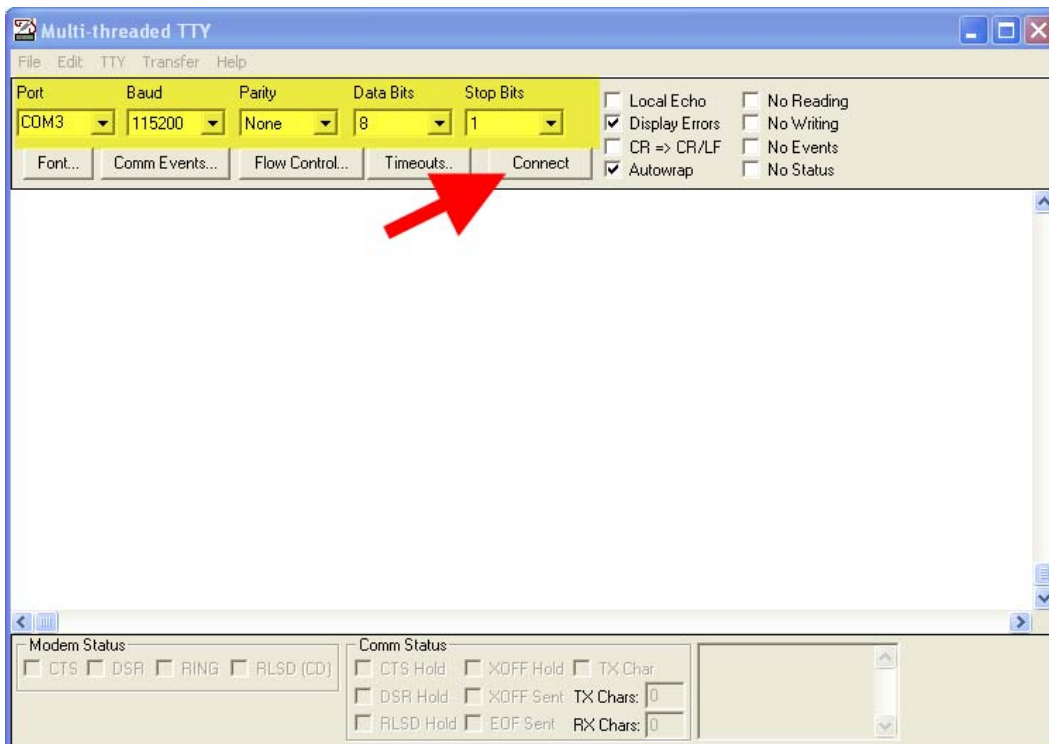 Multi-threaded TTY
File Edit TTY Transfer Help
Port Baud Parity Data Bits Stop Bits
COM3 115200 None 8 1
Font... Comm Events... Flow Control... Timeouts.. Connect
Local Echo No Reading
Display Errors No Writing
CR => CR/LF No Events
Autowrap No Status
Modem Status
CTS DSR RING RLSD (CD)
Comm Status
CTS Hold XOFF Hold TX Char
DSR Hold XOFF Sent TX Chars: 0
RLSD Hold EOF Sent RX Chars: 0